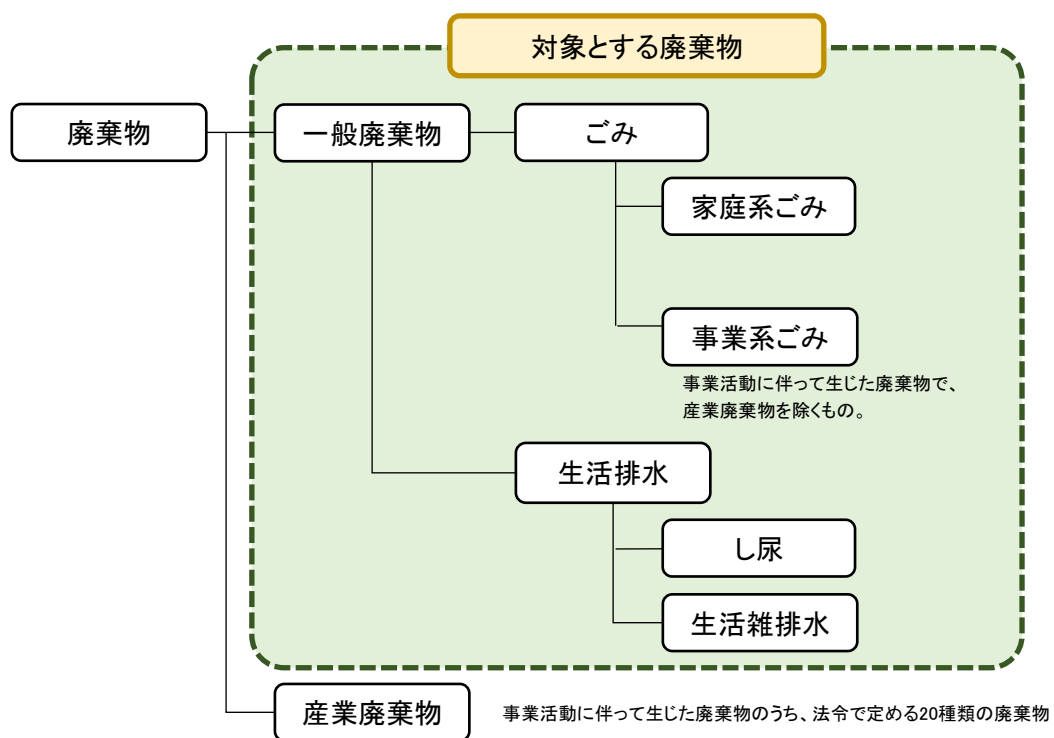 対象とする廃棄物
廃棄物
一般廃棄物
ごみ
家庭系ごみ
事業系ごみ
事業活動に伴って生じた廃棄物で、
産業廃棄物を除くもの。
生活排水
し尿
生活雑排水
産業廃棄物
事業活動に伴って生じた廃棄物のうち、法令で定める20種類の廃棄物